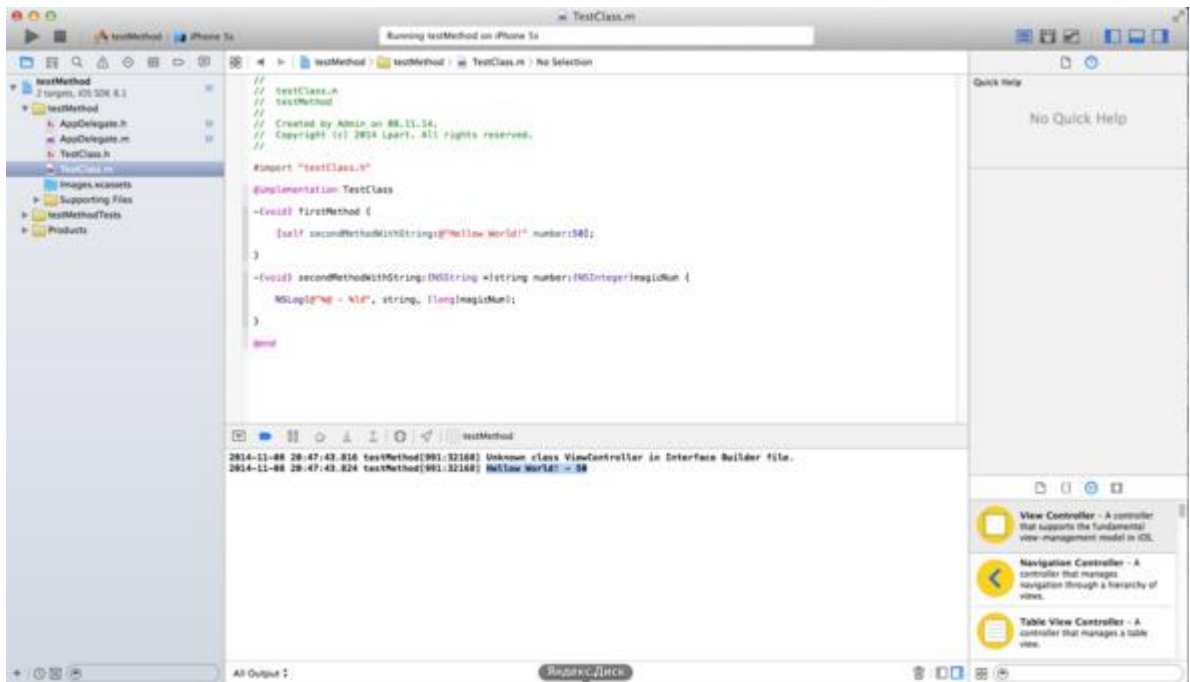 TestClass.m
testMethod
iPhone 5s
Running testMethod on iPhone 5s
testMethod
2 targets, iOS SDK 8.1
testMethod
AppDelegate.h
AppDelegate.m
TestClass.h
TestClass.m
Images.xcassets
Supporting Files
testMethodTests
Products
testMethod
testMethod
TestClass.m
No Selection
//
// testClass.m
// testMethod
//
// Created by Admin on 08.11.14.
// Copyright (c) 2014 Lpart. All rights reserved.
//
#import "testClass.h"
@implementation TestClass
-(void) firstMethod {
[self secondMethodWithString:@"Hellow World!" number:50];
}
-(void) secondMethodWithString:(NSString *)string number:(NSInteger)magicNum {
NSLog(@"%@ - %ld", string, (long)magicNum);
}
@end
testMethod
2014-11-08 20:47:43.816 testMethod[991:32168] Unknown class ViewController in Interface Builder file.
2014-11-08 20:47:43.824 testMethod[991:32168] Hellow World! - 50
All Output
Яндекс.Диск
Quick Help
No Quick Help
View Controller - A controller
that supports the fundamental
view-management model in iOS.
Navigation Controller - A
controller that manages
navigation through a hierarchy of
views.
Table View Controller - A
controller that manages a table
view.